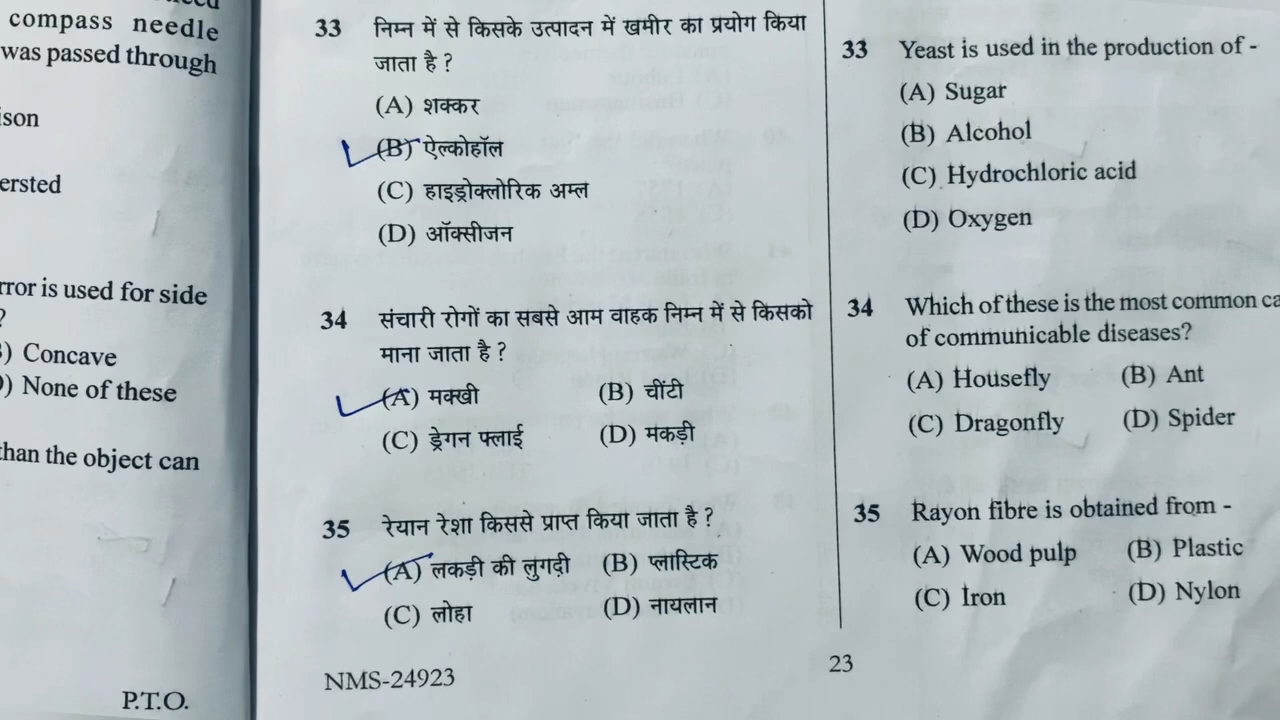 compass needle
was passed through
ison
ersted
rror is used for side
?
) Concave
) None of these
than the object can
P.T.O.
33 निम्न में से किसके उत्पादन में खमीर का प्रयोग किया
जाता है ?
(A) शक्कर
(B) ऐल्कोहॉल
(C) हाइड्रोक्लोरिक अम्ल
(D) ऑक्सीजन
34 संचारी रोगों का सबसे आम वाहक निम्न में से किसको
माना जाता है ?
(A) मक्खी (B) चींटी
(C) ड्रेगन फ्लाई (D) मकड़ी
35 रेयान रेशा किससे प्राप्त किया जाता है ?
(A) लकड़ी की लुगदी (B) प्लास्टिक
(C) लोहा (D) नायलान
NMS-24923
23
33 Yeast is used in the production of -
(A) Sugar
(B) Alcohol
(C) Hydrochloric acid
(D) Oxygen
34 Which of these is the most common ca
of communicable diseases?
(A) Housefly (B) Ant
(C) Dragonfly (D) Spider
35 Rayon fibre is obtained from -
(A) Wood pulp (B) Plastic
(C) Iron (D) Nylon